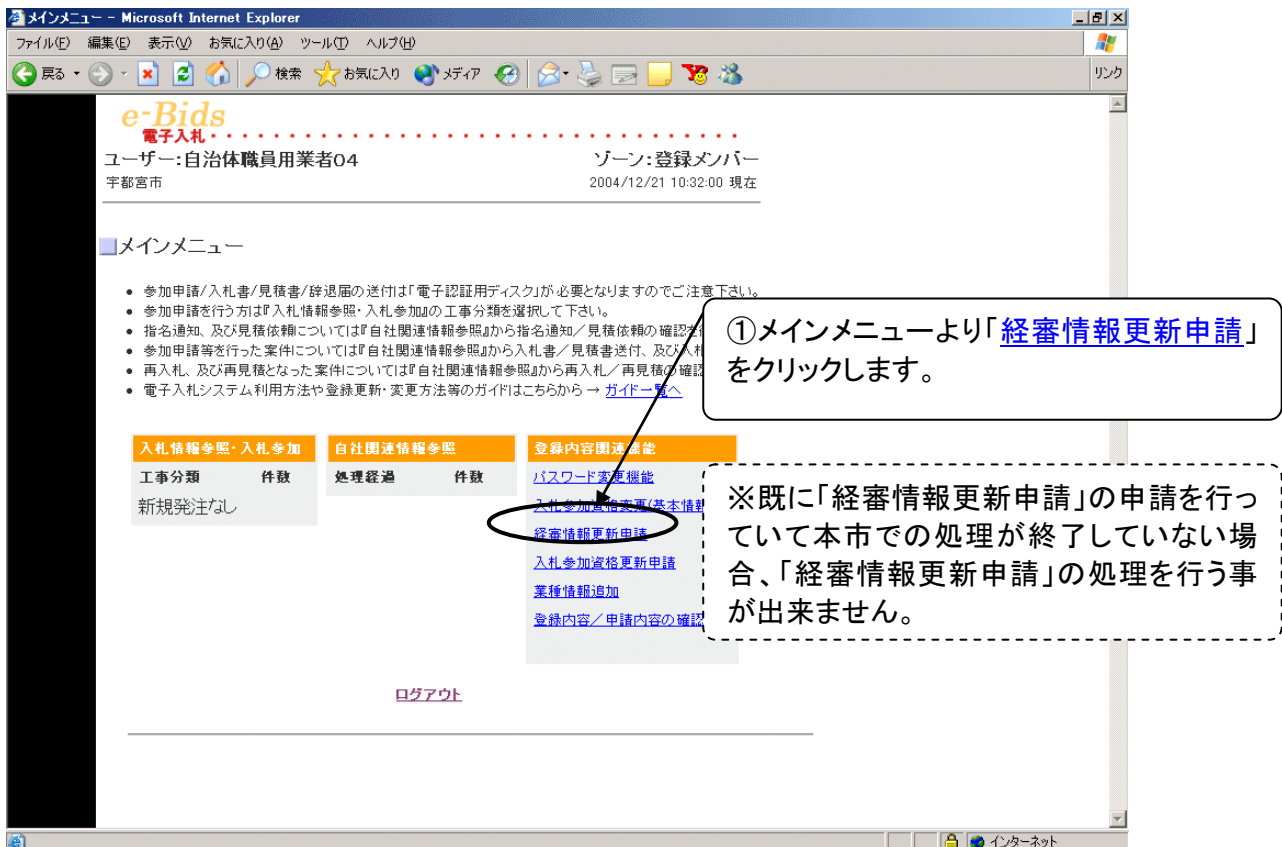 メインメニュー - Microsoft Internet Explorer
ファイル(F) 編集(E) 表示(V) お気に入り(A) ツール(T) ヘルプ(H)
戻る 検索 お気に入り メディア リンク
e-Bids
電子入札
ユーザー:自治体職員用業者04 ゾーン:登録メンバー
宇都宮市 2004/12/21 10:32:00 現在
メインメニュー
● 参加申請/入札書/見積書/辞退届の送付は「電子認証用ディスク」が必要となりますのでご注意下さい。
● 参加申請を行う方は『入札情報参照・入札参加』の工事分類を選択して下さい。
● 指名通知、及び見積依頼については『自社関連情報参照』から指名通知/見積依頼の確認を
● 参加申請等を行った案件については『自社関連情報参照』から入札書/見積書送付、及び入札
● 再入札、及び再見積となった案件については『自社関連情報参照』から再入札/再見積の確認
● 電子入札システム利用方法や登録更新・変更方法等のガイドはこちらから → ガイド一覧へ
①メインメニューより「経審情報更新申請」
をクリックします。
入札情報参照・入札参加 自社関連情報参照 登録内容関連機能
工事分類 件数 処理経過 件数 パスワード変更機能
新規発注なし 入札参加資格変更(基本情報
経審情報更新申請
入札参加資格更新申請
業種情報追加
登録内容/申請内容の確認
※既に「経審情報更新申請」の申請を行っ
ていて本市での処理が終了していない場
合、「経審情報更新申請」の処理を行う事
が出来ません。
ログアウト
インターネット